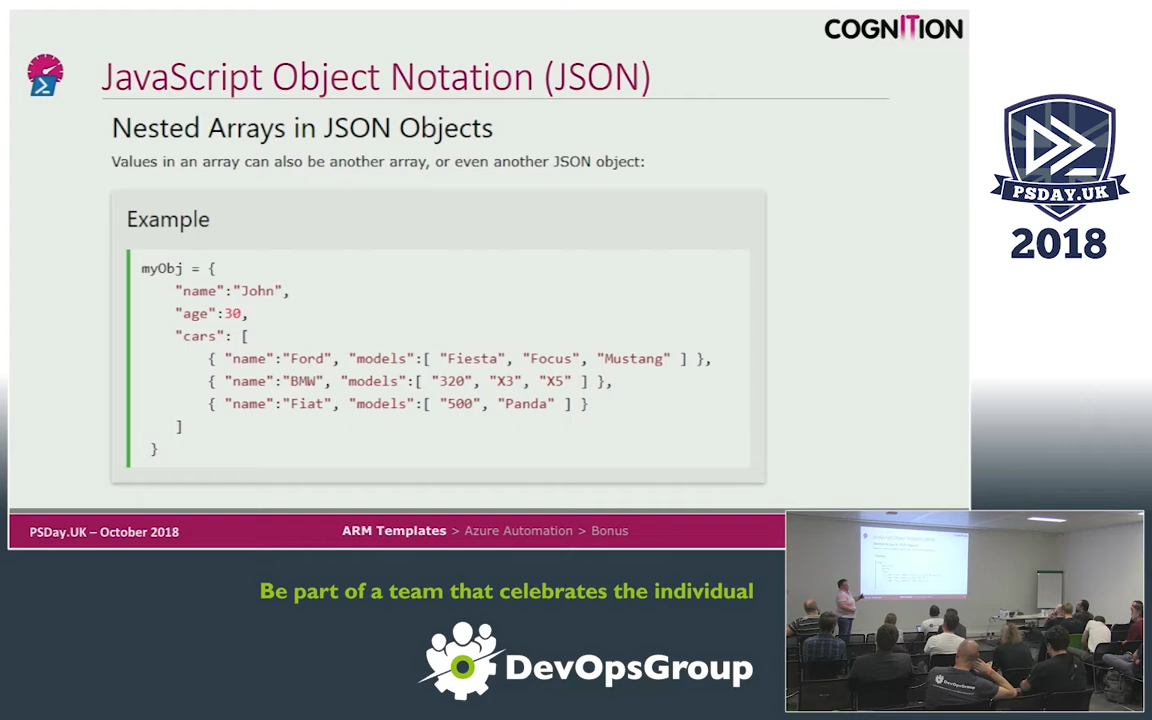 COGNITION
JavaScript Object Notation (JSON)
Nested Arrays in JSON Objects
Values in an array can also be another array, or even another JSON object:
Example
myObj = {
"name":"John",
"age":30,
"cars": [
{ "name":"Ford", "models":[ "Fiesta", "Focus", "Mustang" ] },
{ "name":"BMW", "models":[ "320", "X3", "X5" ] },
{ "name":"Fiat", "models":[ "500", "Panda" ] }
]
}
PSDay.UK – October 2018
ARM Templates > Azure Automation > Bonus
PSDAY.UK
2018
Be part of a team that celebrates the individual
DevOpsGroup
DevOpsGroup